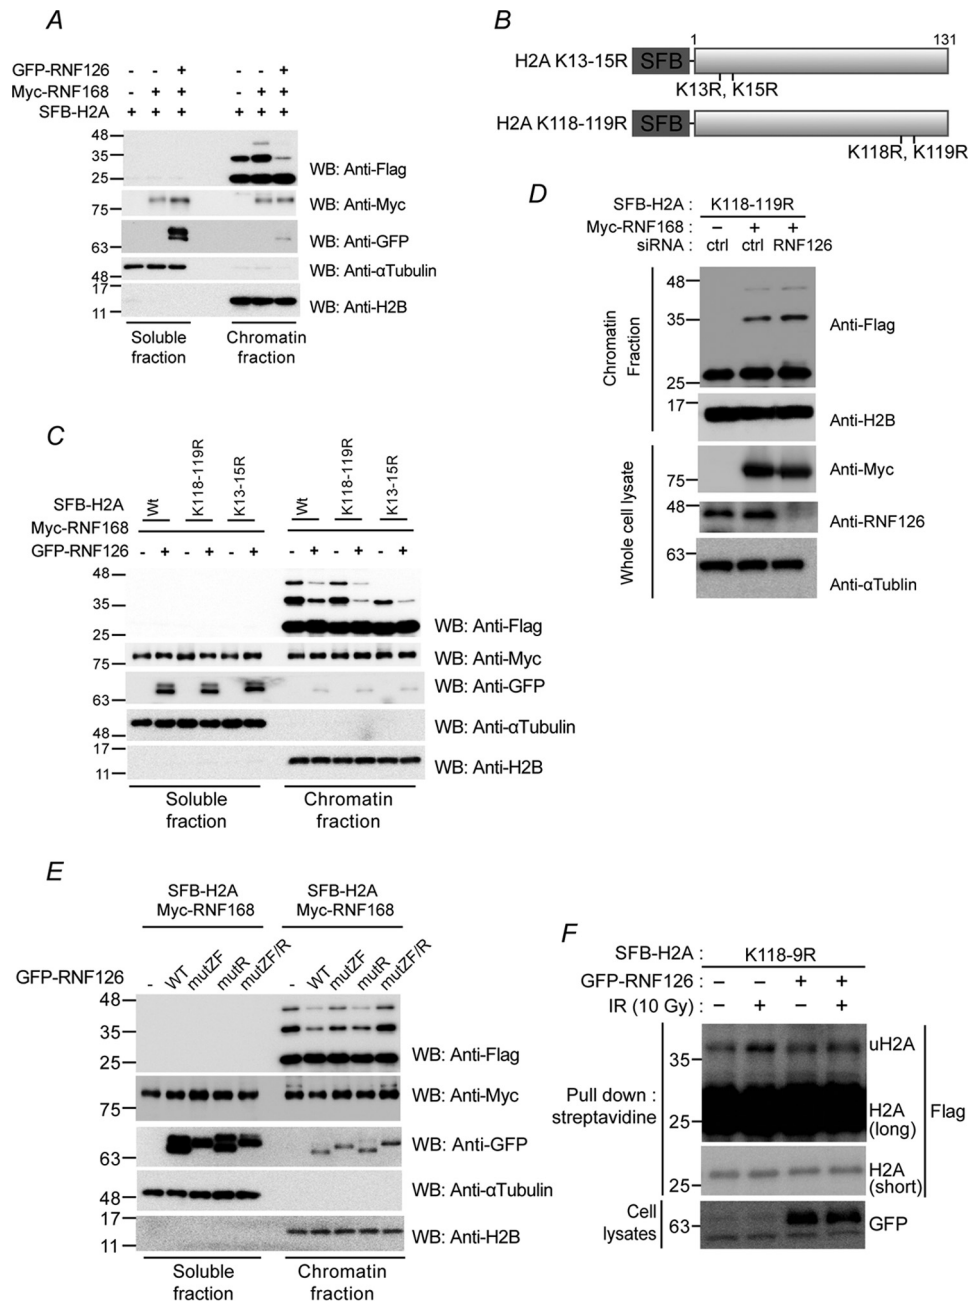 A
GFP-RNF126 - - + - - +
Myc-RNF168 - + + - + +
SFB-H2A + + + + + +
48
35
25
WB: Anti-Flag
75
WB: Anti-Myc
63
WB: Anti-GFP
48
WB: Anti-αTubulin
17
11
WB: Anti-H2B
Soluble fraction
Chromatin fraction
B
1 131
H2A K13-15R SFB
K13R, K15R
H2A K118-119R SFB
K118R, K119R
C
SFB-H2A Wt K118-119R K13-15R Wt K118-119R K13-15R
Myc-RNF168
GFP-RNF126 - + - + - + - + - + - +
48
35
25
WB: Anti-Flag
75
WB: Anti-Myc
63
WB: Anti-GFP
48
WB: Anti-αTubulin
17
11
WB: Anti-H2B
Soluble fraction
Chromatin fraction
D
SFB-H2A : K118-119R
Myc-RNF168: - + +
siRNA ctrl ctrl RNF126
Chromatin Fraction
48
35
25
Anti-Flag
17
Anti-H2B
Whole cell lysate
75
Anti-Myc
48
Anti-RNF126
63
Anti-αTublin
E
SFB-H2A
Myc-RNF168
SFB-H2A
Myc-RNF168
GFP-RNF126 - WT mutZF mutR mutZF/R - WT mutZF mutR mutZF/R
48
35
25
WB: Anti-Flag
75
WB: Anti-Myc
63
WB: Anti-GFP
48
WB: Anti-αTubulin
17
11
WB: Anti-H2B
Soluble fraction
Chromatin fraction
F
SFB-H2A: K118-9R
GFP-RNF126 : - - + +
IR (10 Gy) : - + - +
Pull down : streptavidine
35
25
uH2A
H2A (long)
Flag
25
H2A (short)
Cell lysates
63
GFP